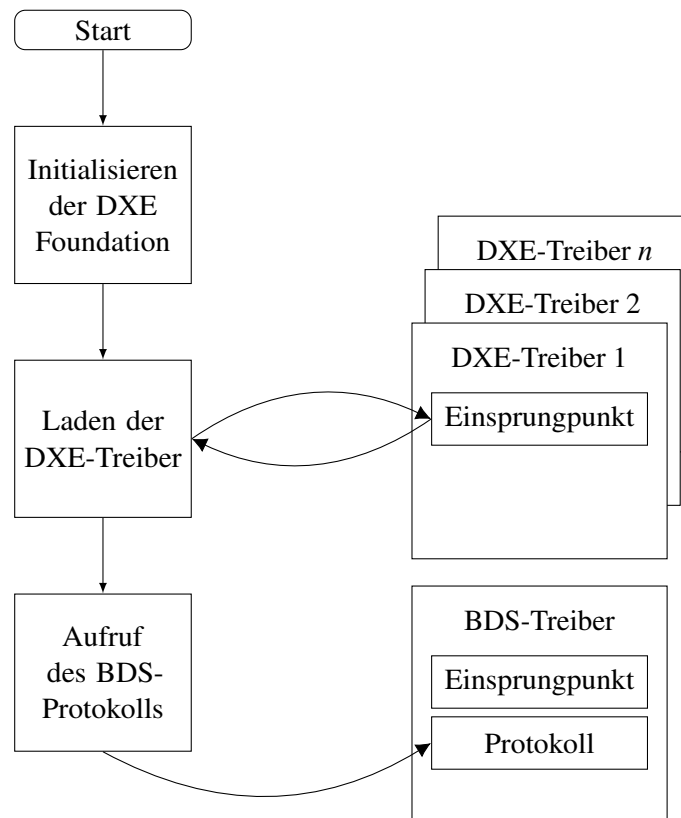 Start
Initialisieren
der DXE
Foundation
DXE-Treiber n
DXE-Treiber 2
DXE-Treiber 1
Einsprungpunkt
Laden der
DXE-Treiber
Aufruf
des BDS-
Protokolls
BDS-Treiber
Einsprungpunkt
Protokoll